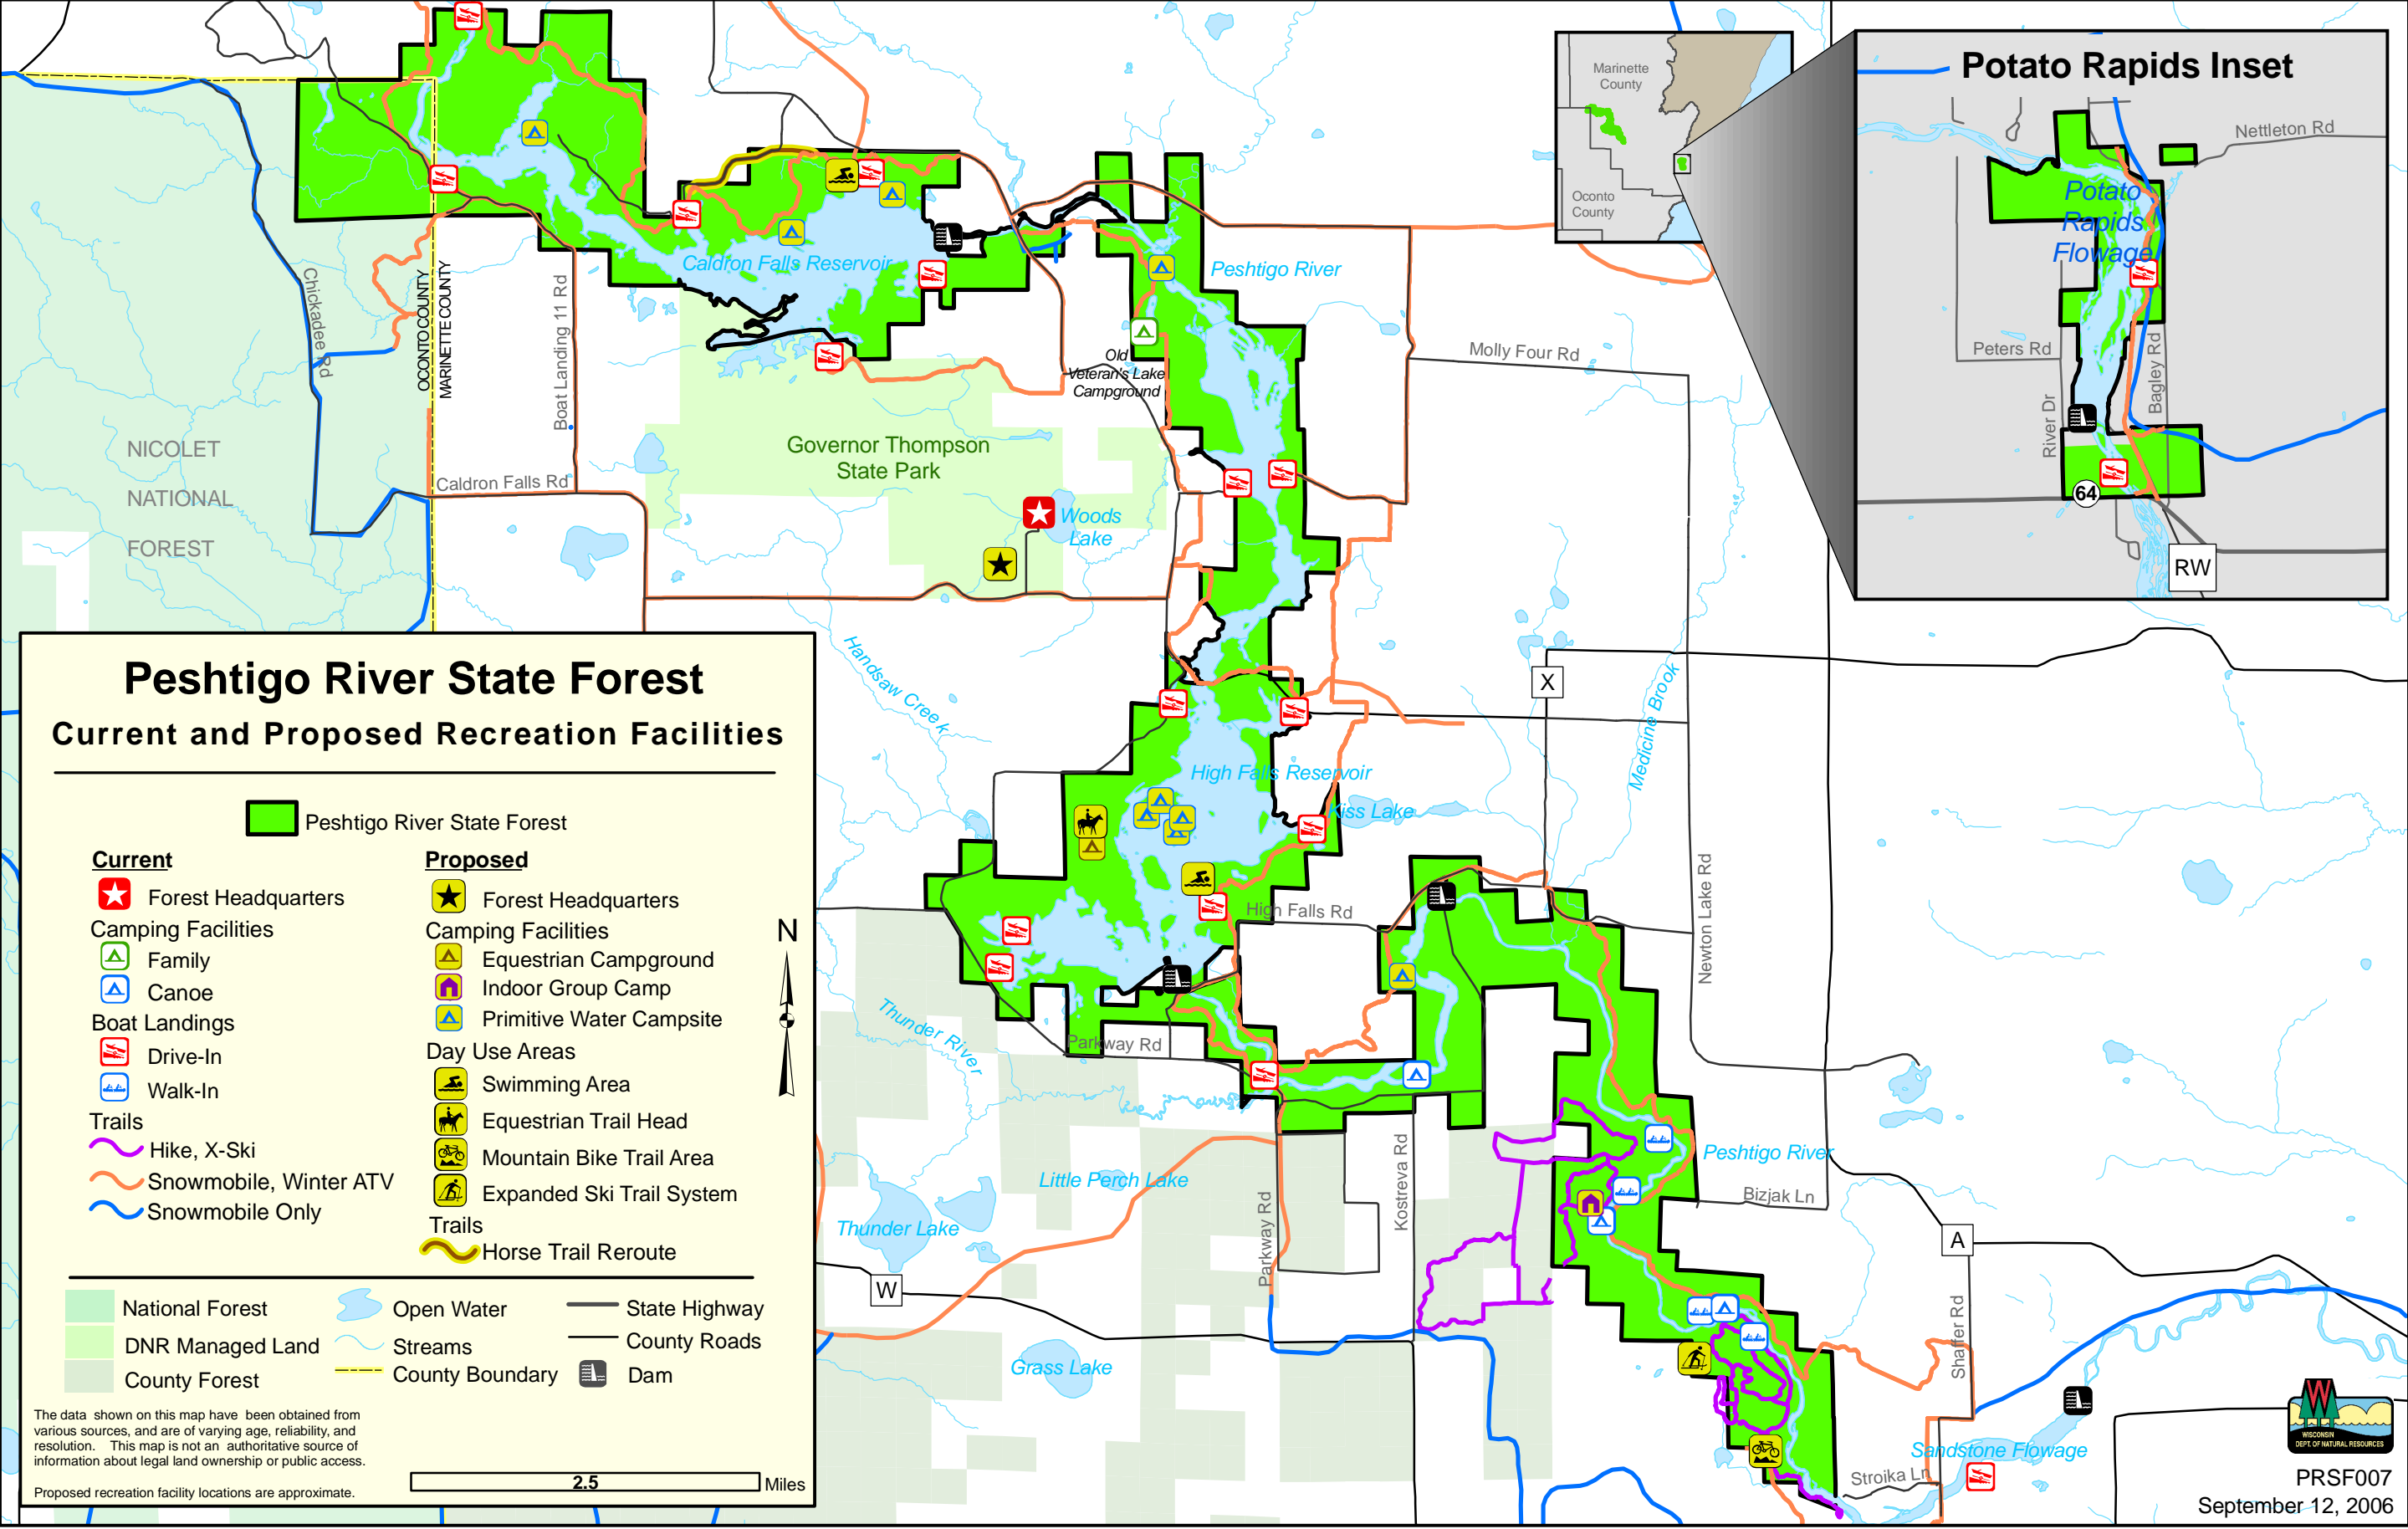 Potato Rapids Inset
Marinette
County
Oconto
County
Nettleton Rd
Potato
Rapids
Flowage
Peters Rd
River Dr
Bagley Rd
64
RW
Caldron Falls Reservoir
Peshtigo River
Chickadee Rd
OCONTO COUNTY
MARINETTE COUNTY
Boat Landing 11 Rd
Old
Veteran's Lake
Campground
Molly Four Rd
NICOLET
NATIONAL
FOREST
Governor Thompson
State Park
Caldron Falls Rd
Woods
Lake
Handsaw Creek
X
Medicine Brook
High Falls Reservoir
Kiss Lake
High Falls Rd
Newton Lake Rd
Thunder River
Parkway Rd
Peshtigo River
Bizjak Ln
Little Perch Lake
Kostreva Rd
Parkway Rd
Thunder Lake
A
W
Shaffer Rd
Grass Lake
Sandstone Flowage
Stroika Ln
Peshtigo River State Forest
Current and Proposed Recreation Facilities
Peshtigo River State Forest
Current
Forest Headquarters
Camping Facilities
Family
Canoe
Boat Landings
Drive-In
Walk-In
Trails
Hike, X-Ski
Snowmobile, Winter ATV
Snowmobile Only
Proposed
Forest Headquarters
Camping Facilities
Equestrian Campground
Indoor Group Camp
Primitive Water Campsite
Day Use Areas
Swimming Area
Equestrian Trail Head
Mountain Bike Trail Area
Expanded Ski Trail System
Trails
Horse Trail Reroute
N
National Forest
DNR Managed Land
County Forest
Open Water
Streams
County Boundary
State Highway
County Roads
Dam
The data shown on this map have been obtained from
various sources, and are of varying age, reliability, and
resolution. This map is not an authoritative source of
information about legal land ownership or public access.
Proposed recreation facility locations are approximate.
2.5 Miles
W
WISCONSIN
DEPT. OF NATURAL RESOURCES
PRSF007
September 12, 2006